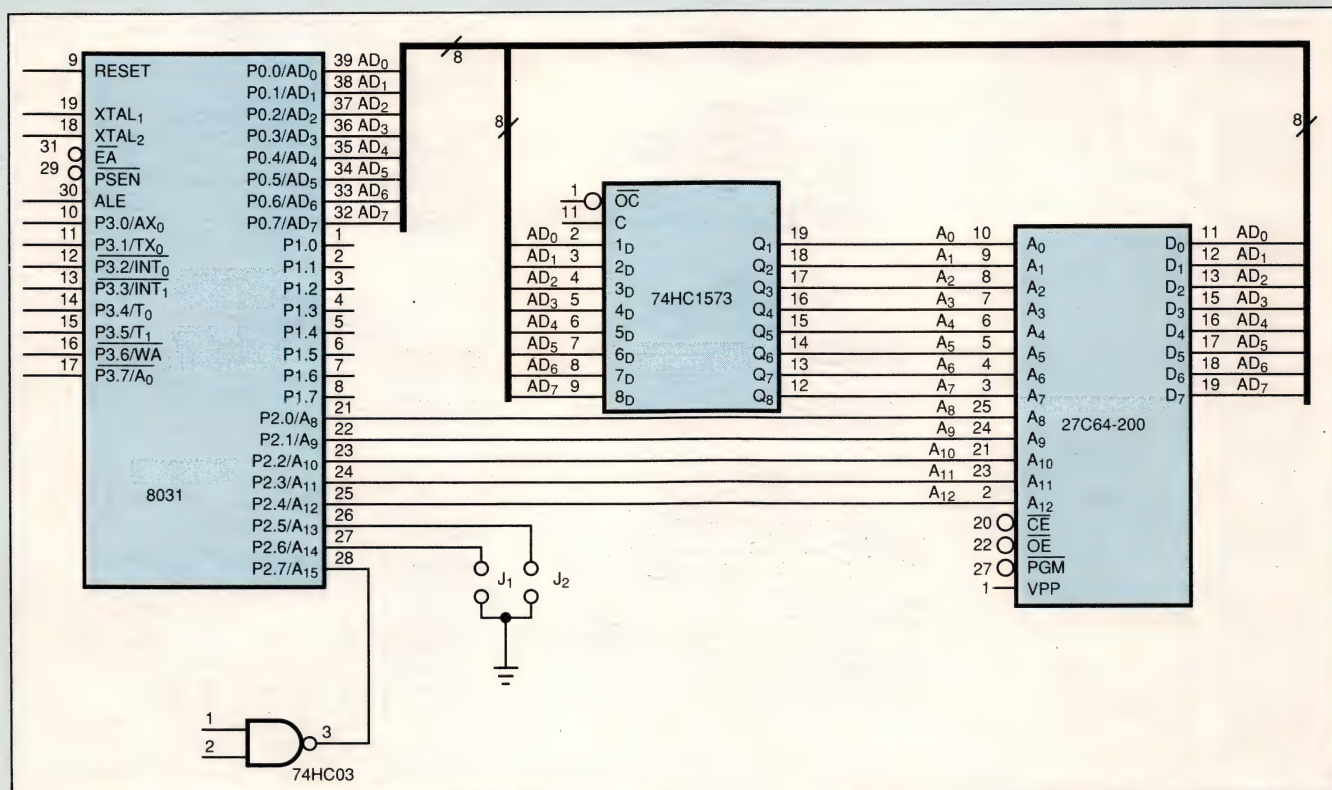 9 RESET P0.0/AD0 39 AD0
P0.1/AD1 38 AD1
19 XTAL1 P0.2/AD2 37 AD2
18 XTAL2 P0.3/AD3 36 AD3
31 EA P0.4/AD4 35 AD4
29 PSEN P0.5/AD5 34 AD5
30 ALE P0.6/AD6 33 AD6
10 P3.0/AX0 P0.7/AD7 32 AD7
11 P3.1/TX0 P1.0 1
12 P3.2/INT0 P1.1 2
13 P3.3/INT1 P1.2 3
14 P3.4/T0 P1.3 4
15 P3.5/T1 P1.4 5
16 P3.6/WA P1.5 6
17 P3.7/A0 P1.6 7
P1.7 8
P2.0/A8 21
P2.1/A9 22
P2.2/A10 23
P2.3/A11 24
P2.4/A12 25
P2.5/A13 26
P2.6/A14 27
P2.7/A15 28
8031
8
8
8
1 OC
11 C
AD0 2 1D Q1 19
AD1 3 2D Q2 18
AD2 4 3D Q3 17
AD3 5 4D Q4 16
AD4 6 5D Q5 15
AD5 7 6D Q6 14
AD6 8 7D Q7 13
AD7 9 8D Q8 12
74HC1573
A0 10 A0 D0 11 AD0
A1 9 A1 D1 12 AD1
A2 8 A2 D2 13 AD2
A3 7 A3 D3 15 AD3
A4 6 A4 D4 16 AD4
A5 5 A5 D5 17 AD5
A6 4 A6 D6 18 AD6
A7 3 A7 D7 19 AD7
A8 25 A8
A9 24 A9
A10 21 A10
A11 23 A11
A12 2 A12
27C64-200
20 CE
22 OE
27 PGM
1 VPP
J1 J2
1
2
3
74HC03